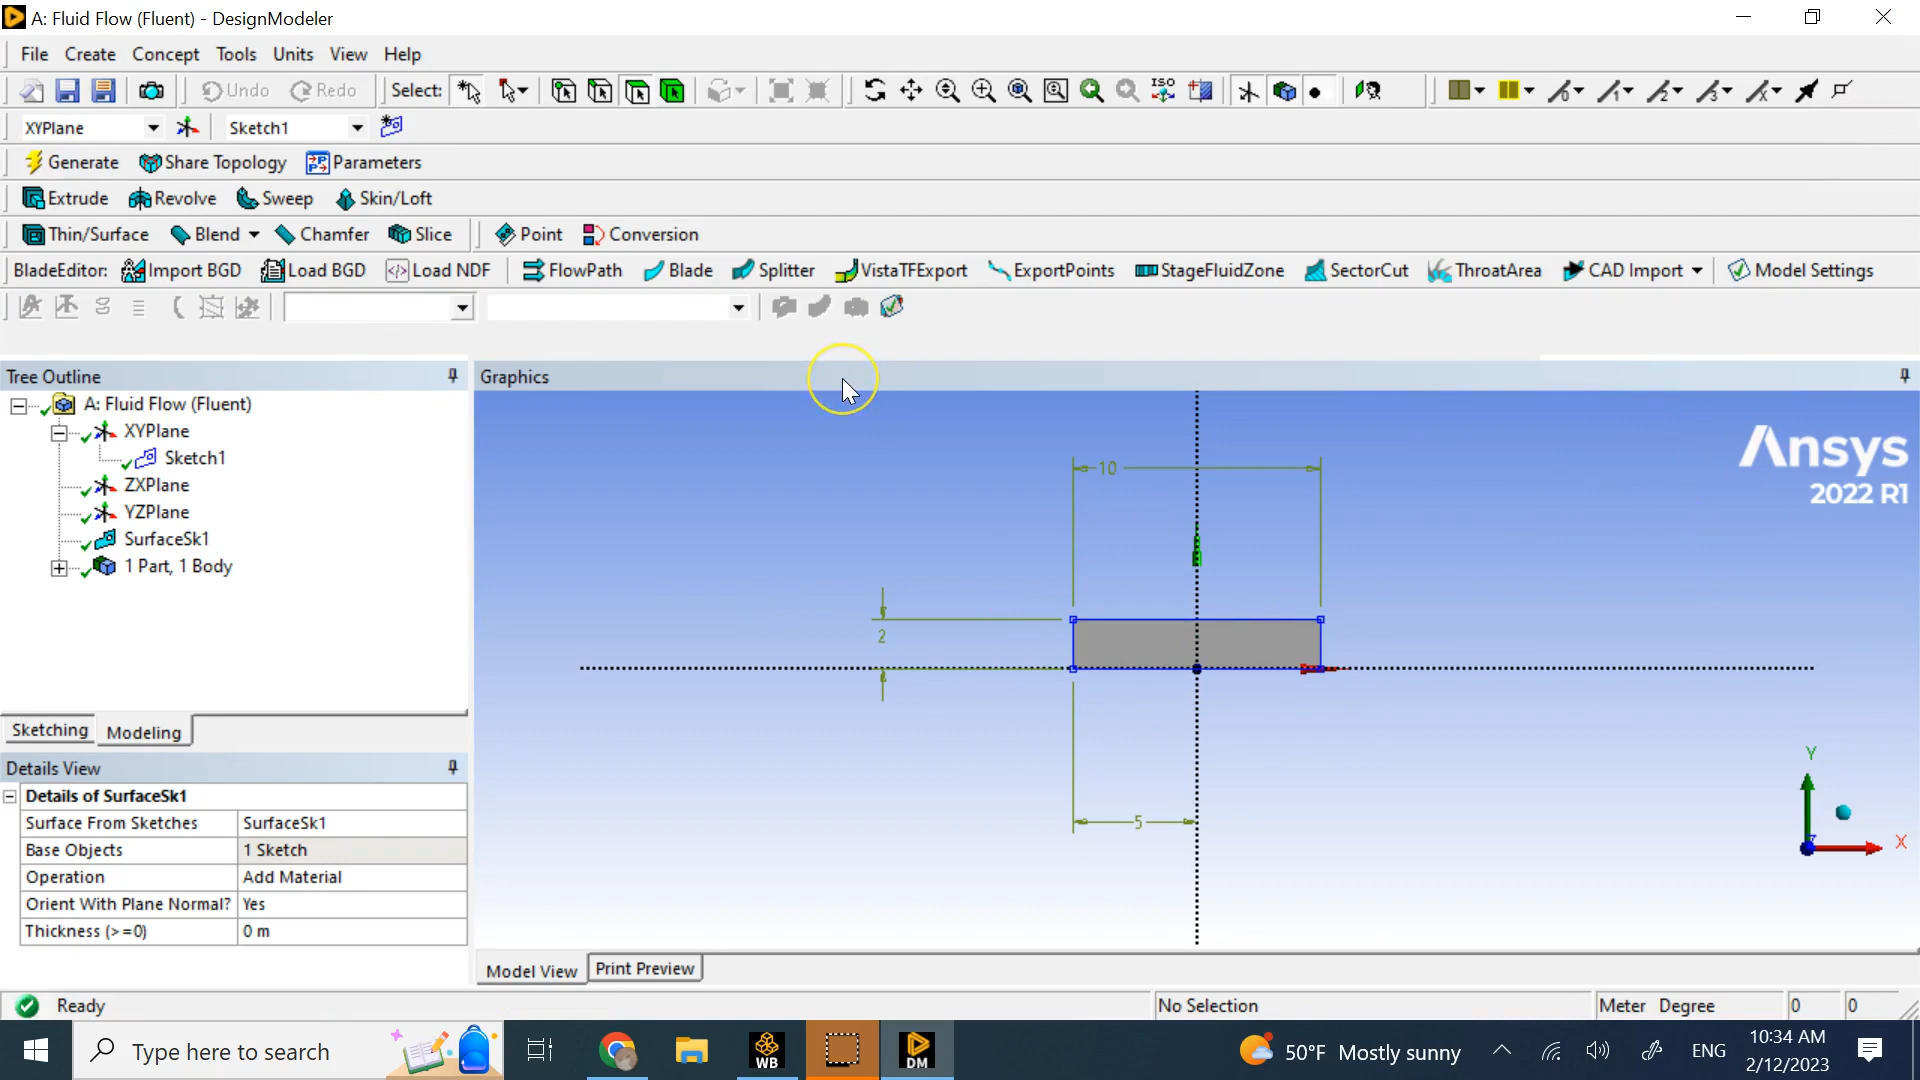 A: Fluid Flow (Fluent) - DesignModeler
File Create Concept Tools Units View Help
Undo Redo Select: ISO
XYPlane Sketch1
Generate Share Topology Parameters
Extrude Revolve Sweep Skin/Loft
Thin/Surface Blend Chamfer Slice Point Conversion
BladeEditor: Import BGD Load BGD Load NDF FlowPath Blade Splitter VistaTFExport ExportPoints StageFluidZone SectorCut ThroatArea CAD Import Model Settings
Tree Outline
A: Fluid Flow (Fluent)
XYPlane
Sketch1
ZXPlane
YZPlane
SurfaceSk1
1 Part, 1 Body
Sketching Modeling
Details View
Details of SurfaceSk1
Surface From Sketches SurfaceSk1
Base Objects 1 Sketch
Operation Add Material
Orient With Plane Normal? Yes
Thickness (>=0) 0 m
Graphics
Ansys
2022 R1
10
2
5
Y
X
Model View Print Preview
Ready No Selection Meter Degree 0 0
Type here to search WB DM 50°F Mostly sunny ENG
10:34 AM
2/12/2023